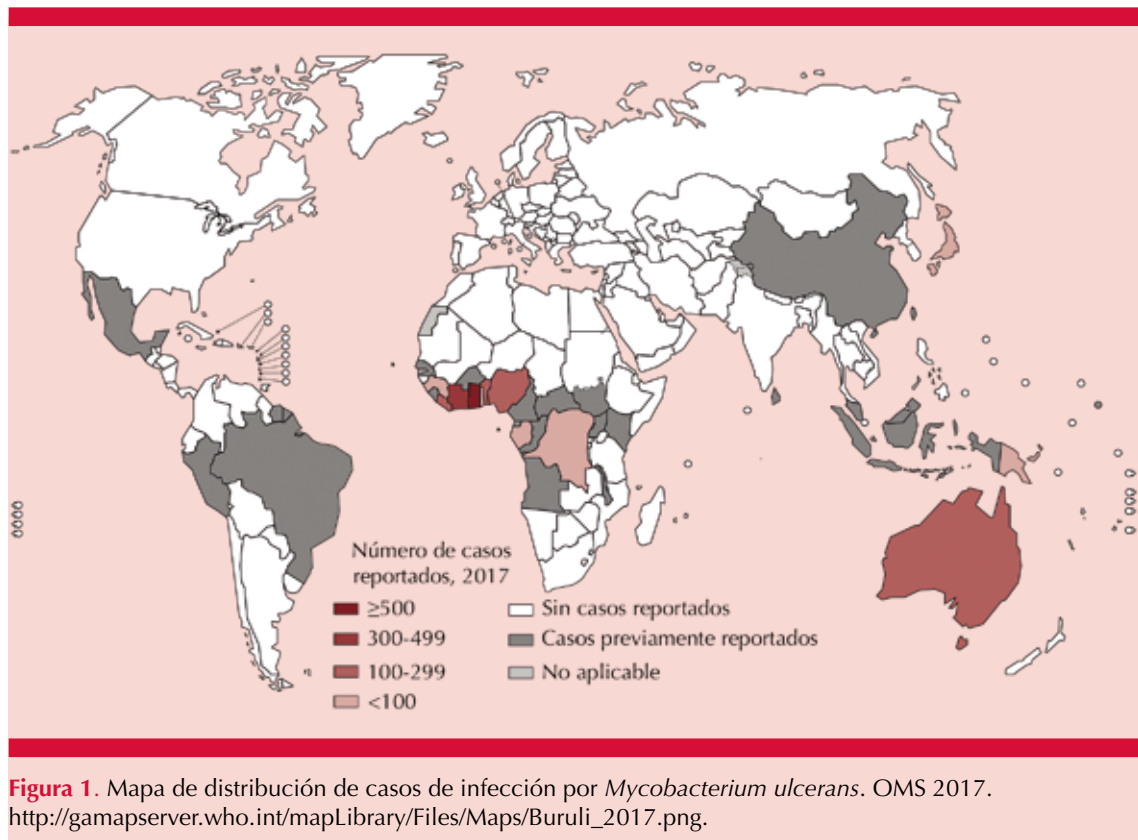 Número de casos
reportados, 2017
≥500
300-499
100-299
<100
Sin casos reportados
Casos previamente reportados
No aplicable
Figura 1. Mapa de distribución de casos de infección por Mycobacterium ulcerans. OMS 2017.
http://gamapserver.who.int/mapLibrary/Files/Maps/Buruli_2017.png.